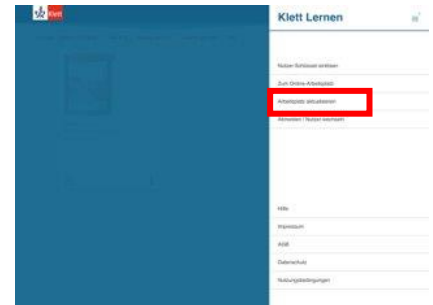 Klett
Klett Lernen
Nutzer-Schlüssel einlösen
Zum Online-Arbeitsplatz
Arbeitsplatz aktualisieren
Abmelden / Nutzer wechseln
Hilfe
Impressum
AGB
Datenschutz
Nutzungsbedingungen